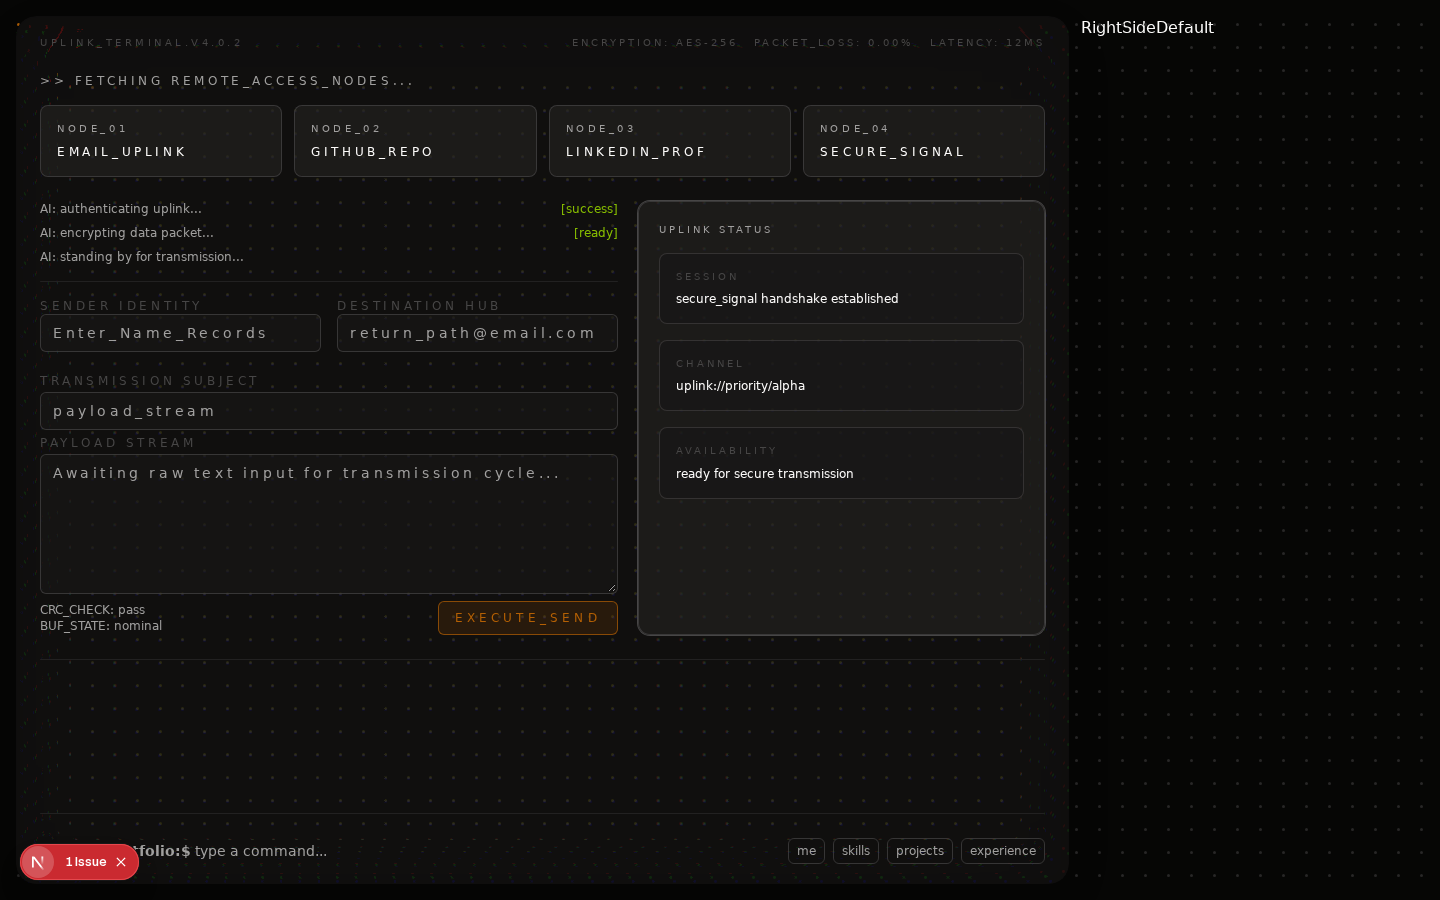 UPLINK_TERMINAL.V4.0.2
ENCRYPTION: AES-256 PACKET_LOSS: 0.00% LATENCY: 12MS
RightSideDefault
>> FETCHING REMOTE_ACCESS_NODES...
NODE_01
EMAIL_UPLINK
NODE_02
GITHUB_REPO
NODE_03
LINKEDIN_PROF
NODE_04
SECURE_SIGNAL
AI: authenticating uplink... [success]
AI: encrypting data packet... [ready]
AI: standing by for transmission...
SENDER IDENTITY
Enter_Name_Records
DESTINATION HUB
return_path@email.com
TRANSMISSION SUBJECT
payload_stream
PAYLOAD STREAM
Awaiting raw text input for transmission cycle...
CRC_CHECK: pass
BUF_STATE: nominal
EXECUTE_SEND
UPLINK STATUS
SESSION
secure_signal handshake established
CHANNEL
uplink://priority/alpha
AVAILABILITY
ready for secure transmission
N 1 Issue
tfolio:$ type a command...
me
skills
projects
experience